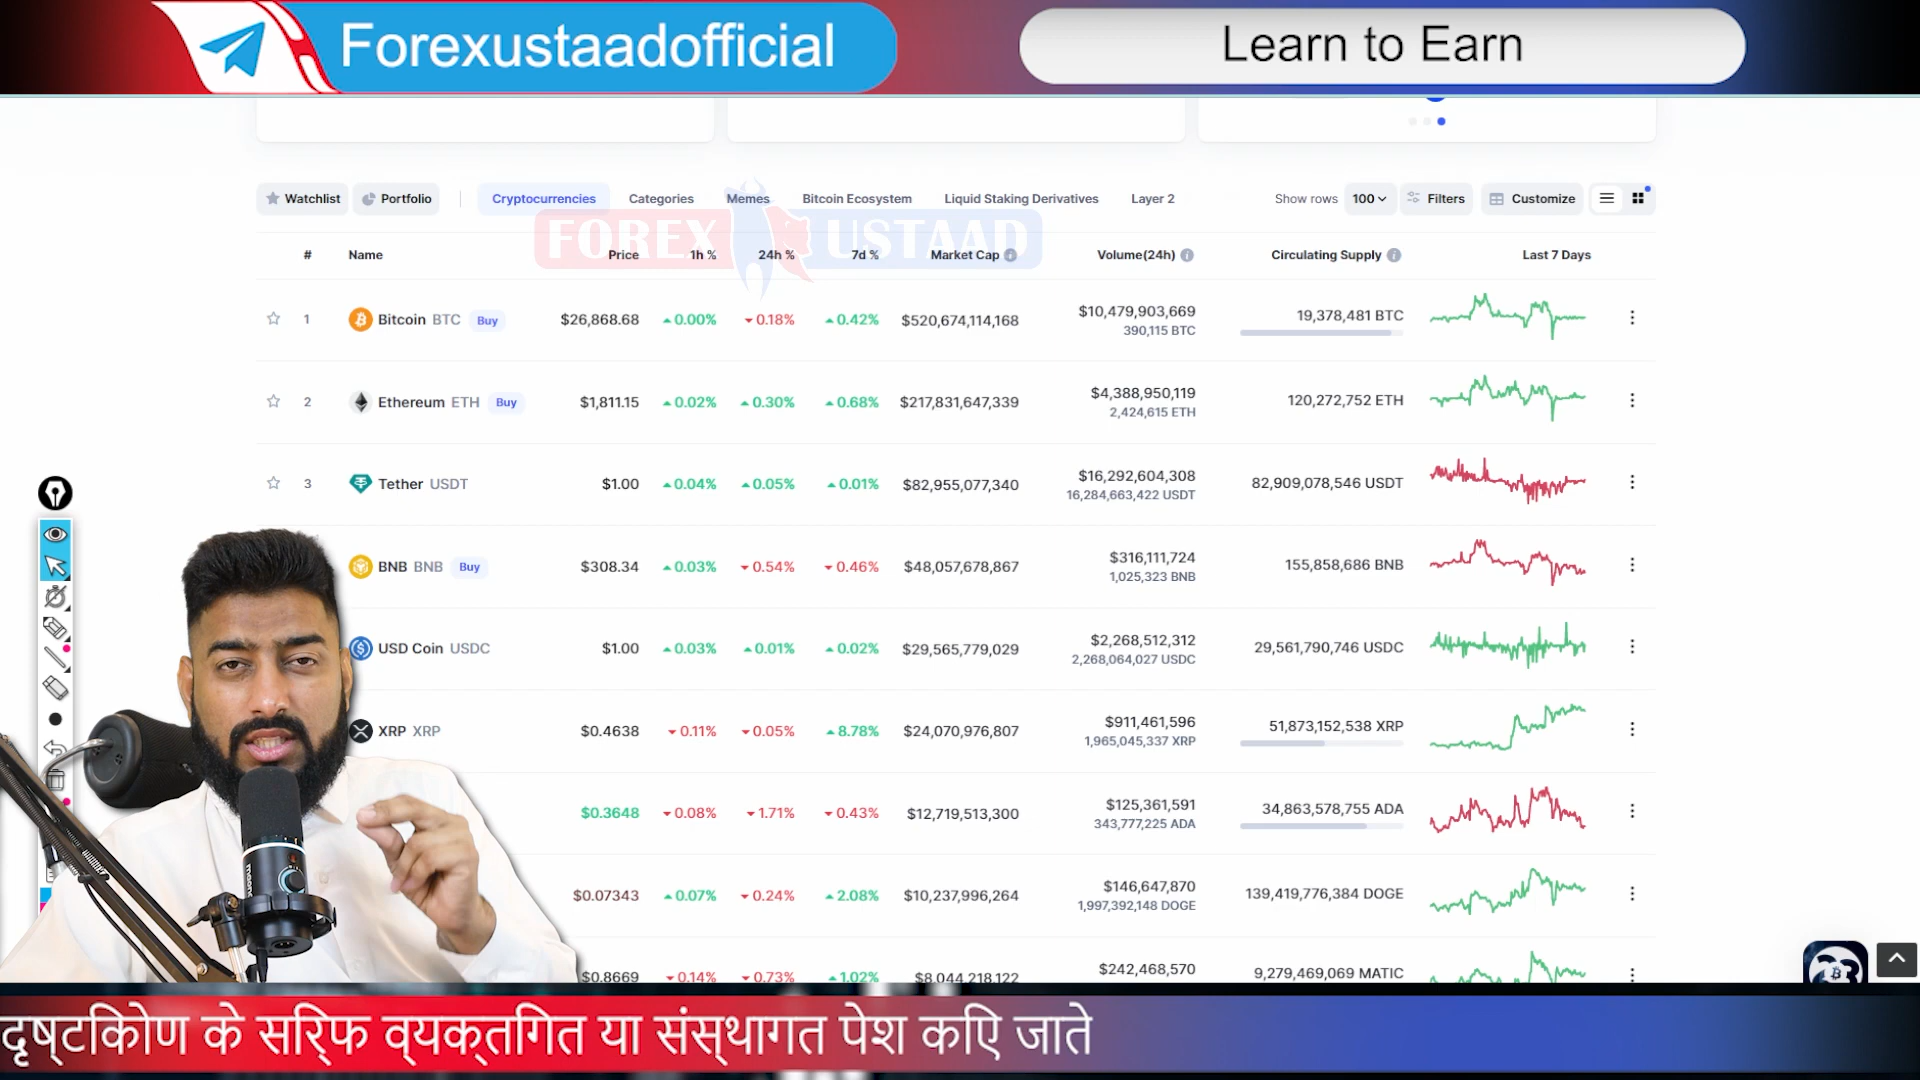 Forexustaadofficial
Learn to Earn
Watchlist Portfolio Cryptocurrencies Categories Memes Bitcoin Ecosystem Liquid Staking Derivatives Layer 2 Show rows 100 Filters Customize
FOREX USTAAD
# Name Price 1h % 24h % 7d % Market Cap Volume(24h) Circulating Supply Last 7 Days
1 Bitcoin BTC Buy $26,868.68 0.00% 0.18% 0.42% $520,674,114,168 $10,479,903,669 19,378,481 BTC
390,115 BTC
2 Ethereum ETH Buy $1,811.15 0.02% 0.30% 0.68% $217,831,647,339 $4,388,950,119 120,272,752 ETH
2,424,615 ETH
3 Tether USDT $1.00 0.04% 0.05% 0.01% $82,955,077,340 $16,292,604,308 82,909,078,546 USDT
16,284,663,422 USDT
BNB BNB Buy $308.34 0.03% 0.54% 0.46% $48,057,678,867 $316,111,724 155,858,686 BNB
1,025,323 BNB
USD Coin USDC $1.00 0.03% 0.01% 0.02% $29,565,779,029 $2,268,512,312 29,561,790,746 USDC
2,268,064,027 USDC
XRP XRP $0.4638 0.11% 0.05% 8.78% $24,070,976,807 $911,461,596 51,873,152,538 XRP
1,965,045,337 XRP
$0.3648 0.08% 1.71% 0.43% $12,719,513,300 $125,361,591 34,863,578,755 ADA
343,777,225 ADA
$0.07343 0.07% 0.24% 2.08% $10,237,996,264 $146,647,870 139,419,776,384 DOGE
1,997,392,148 DOGE
$0.8669 0.14% 0.73% 1.02% $8,044,218,122 $242,468,570 9,279,469,069 MATIC
दृष्टिकोण के सिर्फ व्यक्तिगत या संस्थागत पेश किए जाते